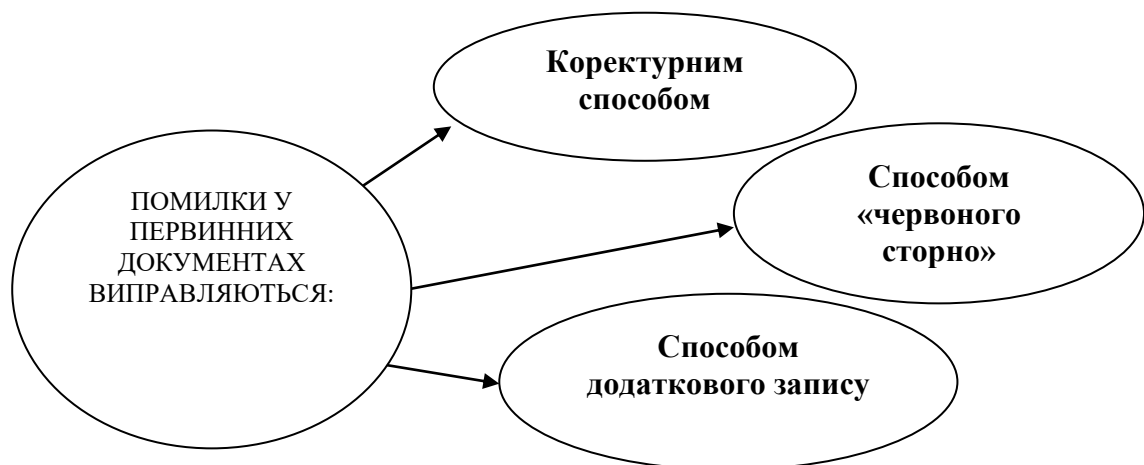 Коректурним
способом
ПОМИЛКИ У
ПЕРВИННИХ
ДОКУМЕНТАХ
ВИПРАВЛЯЮТЬСЯ:
Способом
«червоного
сторно»
Способом
додаткового запису